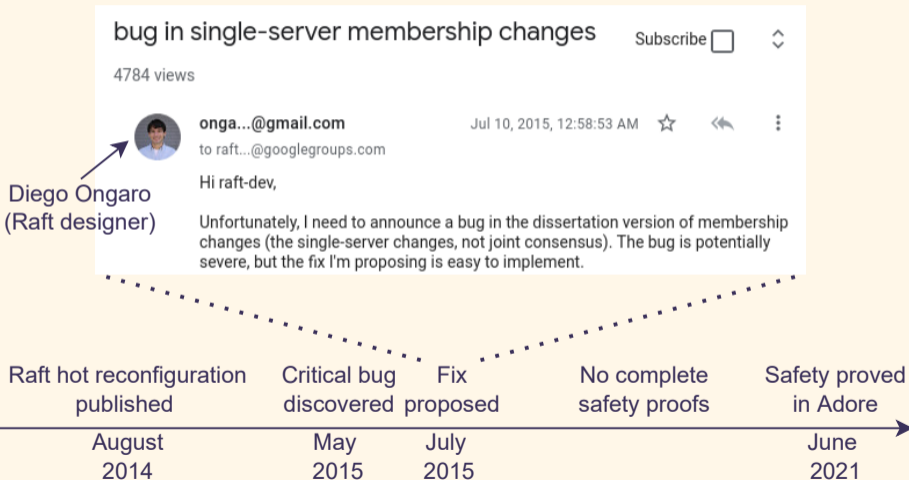 bug in single-server membership changes
Subscribe
4784 views
onga...@gmail.com
Jul 10, 2015, 12:58:53 AM
to raft...@googlegroups.com
Hi raft-dev,
Diego Ongaro
(Raft designer)
Unfortunately, I need to announce a bug in the dissertation version of membership
changes (the single-server changes, not joint consensus). The bug is potentially
severe, but the fix I'm proposing is easy to implement.
Raft hot reconfiguration
published
Critical bug
discovered
Fix
proposed
No complete
safety proofs
Safety proved
in Adore
August
2014
May
2015
July
2015
June
2021